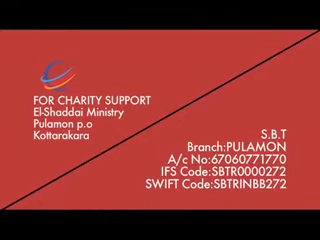 FOR CHARITY SUPPORT
El-Shaddai Ministry
Pulamon p.o
Kottarakara
S.B.T
Branch:PULAMON
A/c No:67060771770
IFS Code:SBTR0000272
SWIFT Code:SBTRINBB272